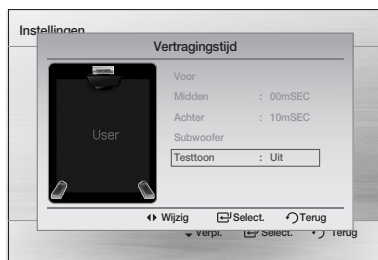 Instellingen
Vertragingstijd
User
Voor
Midden : 00mSEC
Achter : 10mSEC
Subwoofer
Testtoon : Uit
Wijzig Select. Terug
Verpl. Select. Terug